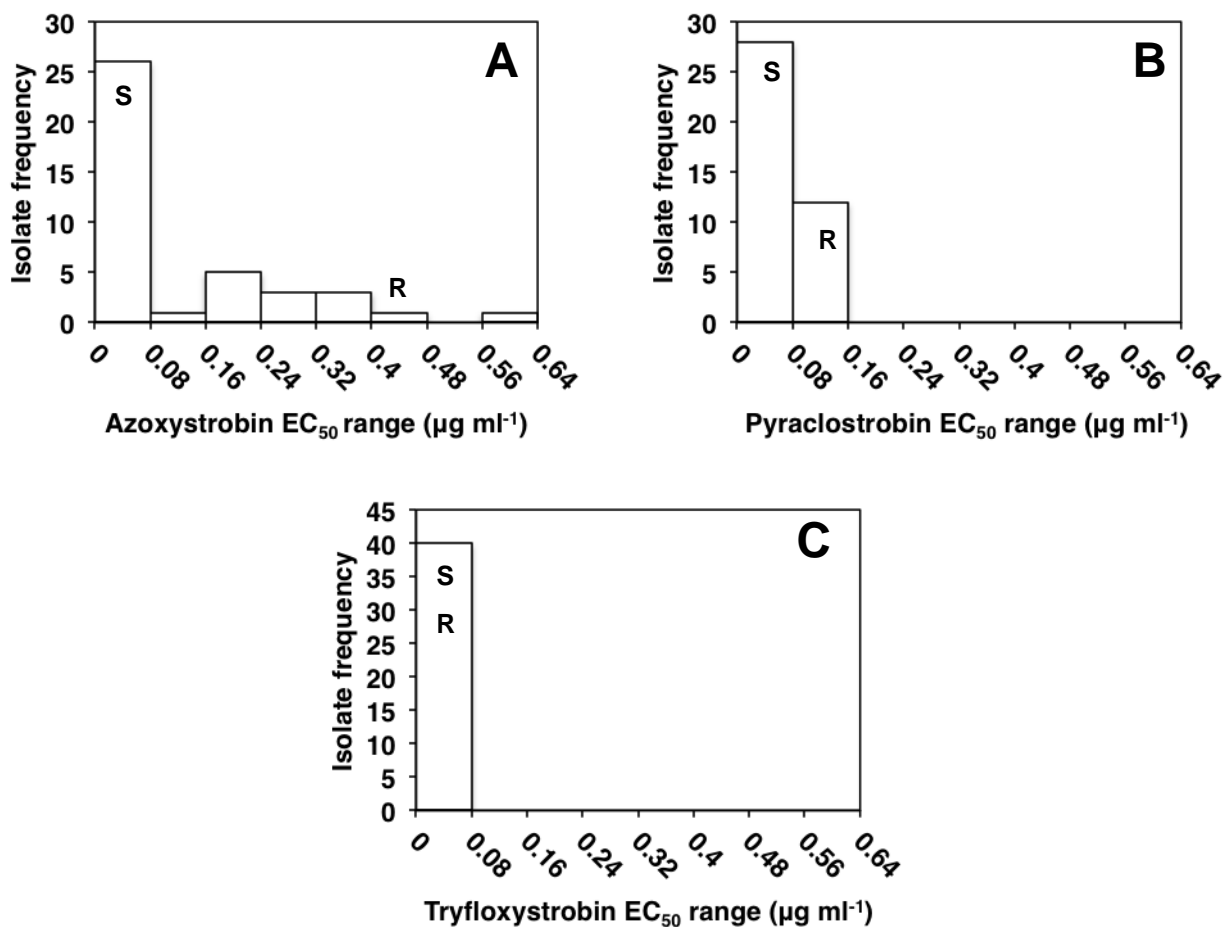 A
Isolate frequency
30
25
20
15
10
5
0
S
R
0 0.08 0.16 0.24 0.32 0.4 0.48 0.56 0.64
Azoxystrobin EC50 range (µg ml-1)
B
Isolate frequency
30
25
20
15
10
5
0
S
R
0 0.08 0.16 0.24 0.32 0.4 0.48 0.56 0.64
Pyraclostrobin EC50 range (µg ml-1)
C
Isolate frequency
45
40
35
30
25
20
15
10
5
0
S
R
0 0.08 0.16 0.24 0.32 0.4 0.48 0.56 0.64
Tryfloxystrobin EC50 range (µg ml-1)